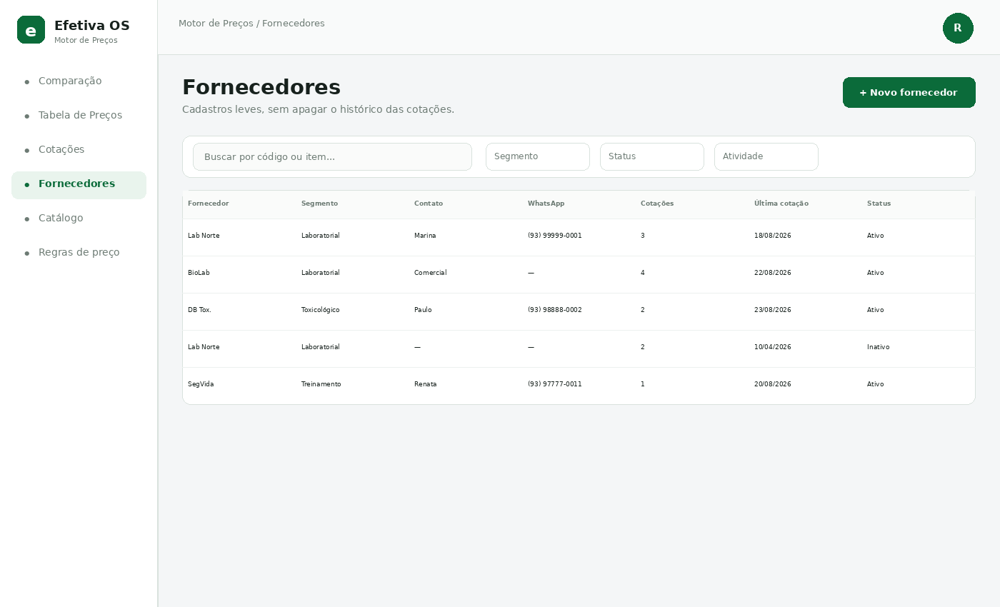 e
Efetiva OS
Motor de Preços
Comparação
Tabela de Preços
Cotações
Fornecedores
Catálogo
Regras de preço
Motor de Preços / Fornecedores
R
Fornecedores
Cadastros leves, sem apagar o histórico das cotações.
+ Novo fornecedor
Buscar por código ou item... Segmento Status Atividade
Fornecedor Segmento Contato WhatsApp Cotações Última cotação Status
Lab Norte Laboratorial Marina (93) 99999-0001 3 18/08/2026 Ativo
BioLab Laboratorial Comercial — 4 22/08/2026 Ativo
DB Tox. Toxicológico Paulo (93) 98888-0002 2 23/08/2026 Ativo
Lab Norte Laboratorial — — 2 10/04/2026 Inativo
SegVida Treinamento Renata (93) 97777-0011 1 20/08/2026 Ativo